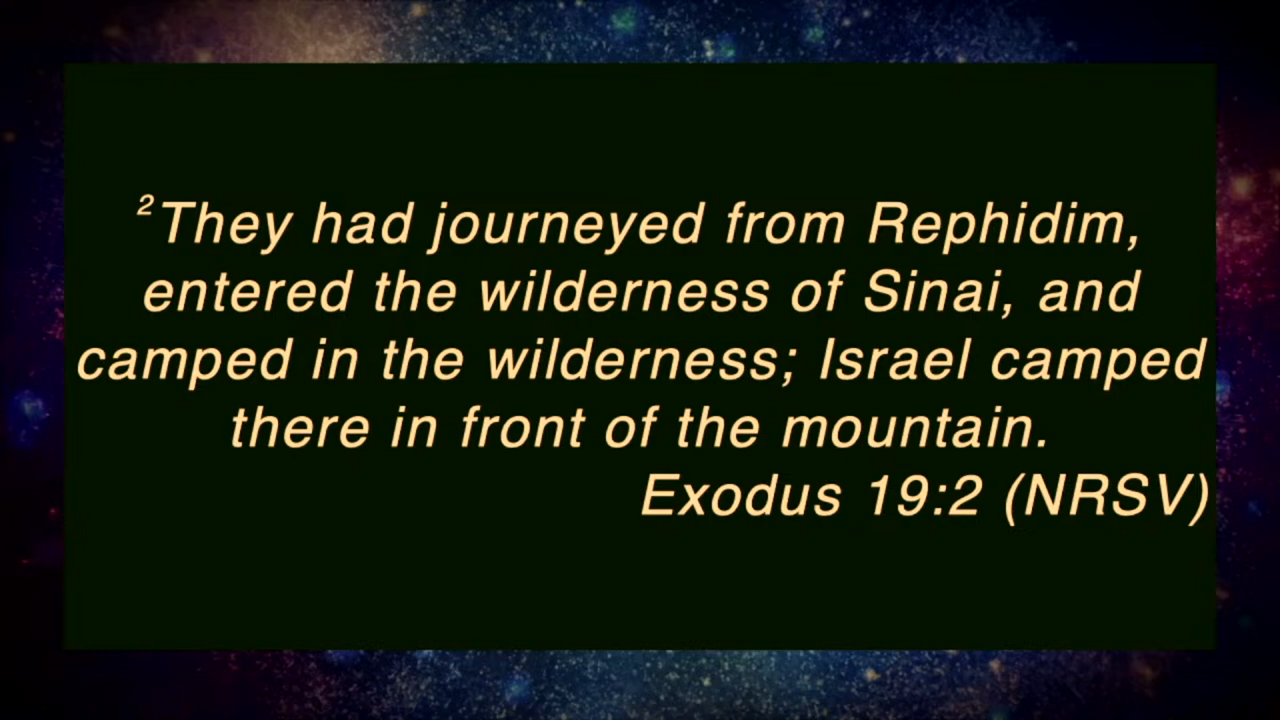 ²They had journeyed from Rephidim,
entered the wilderness of Sinai, and
camped in the wilderness; Israel camped
there in front of the mountain.
Exodus 19:2 (NRSV)